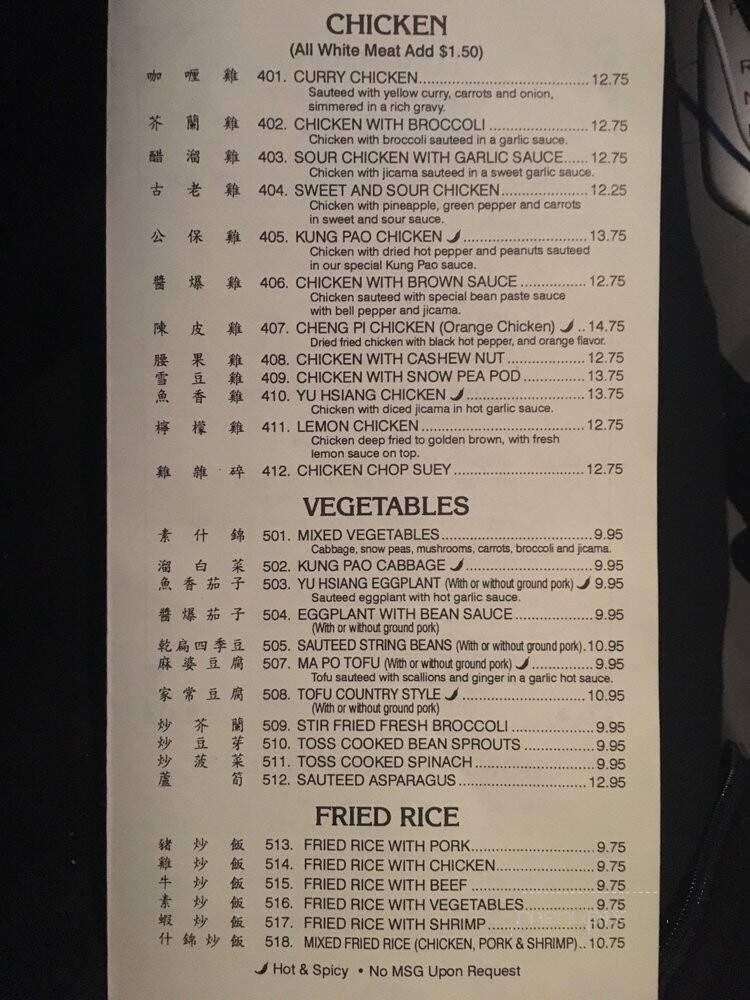 CHICKEN
(All White Meat Add $1.50)
咖喱雞 401. CURRY CHICKEN 12.75
Sauteed with yellow curry, carrots and onion,
simmered in a rich gravy.
芥蘭雞 402. CHICKEN WITH BROCCOLI 12.75
Chicken with broccoli sauteed in a garlic sauce.
醋溜雞 403. SOUR CHICKEN WITH GARLIC SAUCE 12.75
Chicken with jicama sauteed in a sweet garlic sauce.
古老雞 404. SWEET AND SOUR CHICKEN 12.25
Chicken with pineapple, green pepper and carrots
in sweet and sour sauce.
公保雞 405. KUNG PAO CHICKEN 13.75
Chicken with dried hot pepper and peanuts sauteed
in our special Kung Pao sauce.
醬爆雞 406. CHICKEN WITH BROWN SAUCE 12.75
Chicken sauteed with special bean paste sauce
with bell pepper and jicama.
陳皮雞 407. CHENG PI CHICKEN (Orange Chicken) 14.75
Dried fried chicken with black hot pepper, and orange flavor.
腰果雞 408. CHICKEN WITH CASHEW NUT 12.75
雪豆雞 409. CHICKEN WITH SNOW PEA POD 13.75
魚香雞 410. YU HSIANG CHICKEN 13.75
Chicken with diced jicama in hot garlic sauce.
檸檬雞 411. LEMON CHICKEN 12.75
Chicken deep fried to golden brown, with fresh
lemon sauce on top.
雞雜碎 412. CHICKEN CHOP SUEY 12.75
VEGETABLES
素什錦 501. MIXED VEGETABLES 9.95
Cabbage, snow peas, mushrooms, carrots, broccoli and jicama.
溜白菜 502. KUNG PAO CABBAGE 9.95
魚香茄子 503. YU HSIANG EGGPLANT (With or without ground pork) 9.95
Sauteed eggplant with hot garlic sauce.
醬爆茄子 504. EGGPLANT WITH BEAN SAUCE 9.95
(With or without ground pork)
乾扁四季豆 505. SAUTEED STRING BEANS (With or without ground pork). 10.95
麻婆豆腐 507. MA PO TOFU (With or without ground pork) 9.95
Tofu sauteed with scallions and ginger in a garlic hot sauce.
家常豆腐 508. TOFU COUNTRY STYLE 10.95
(With or without ground pork)
炒芥蘭 509. STIR FRIED FRESH BROCCOLI 9.95
炒豆芽 510. TOSS COOKED BEAN SPROUTS 9.95
炒菠菜 511. TOSS COOKED SPINACH 9.95
蘆筍 512. SAUTEED ASPARAGUS 12.95
FRIED RICE
豬炒飯 513. FRIED RICE WITH PORK 9.75
雞炒飯 514. FRIED RICE WITH CHICKEN 9.75
牛炒飯 515. FRIED RICE WITH BEEF 9.75
素炒飯 516. FRIED RICE WITH VEGETABLES 9.75
蝦炒飯 517. FRIED RICE WITH SHRIMP 10.75
什錦炒飯 518. MIXED FRIED RICE (CHICKEN, PORK & SHRIMP) 10.75
Hot & Spicy • No MSG Upon Request